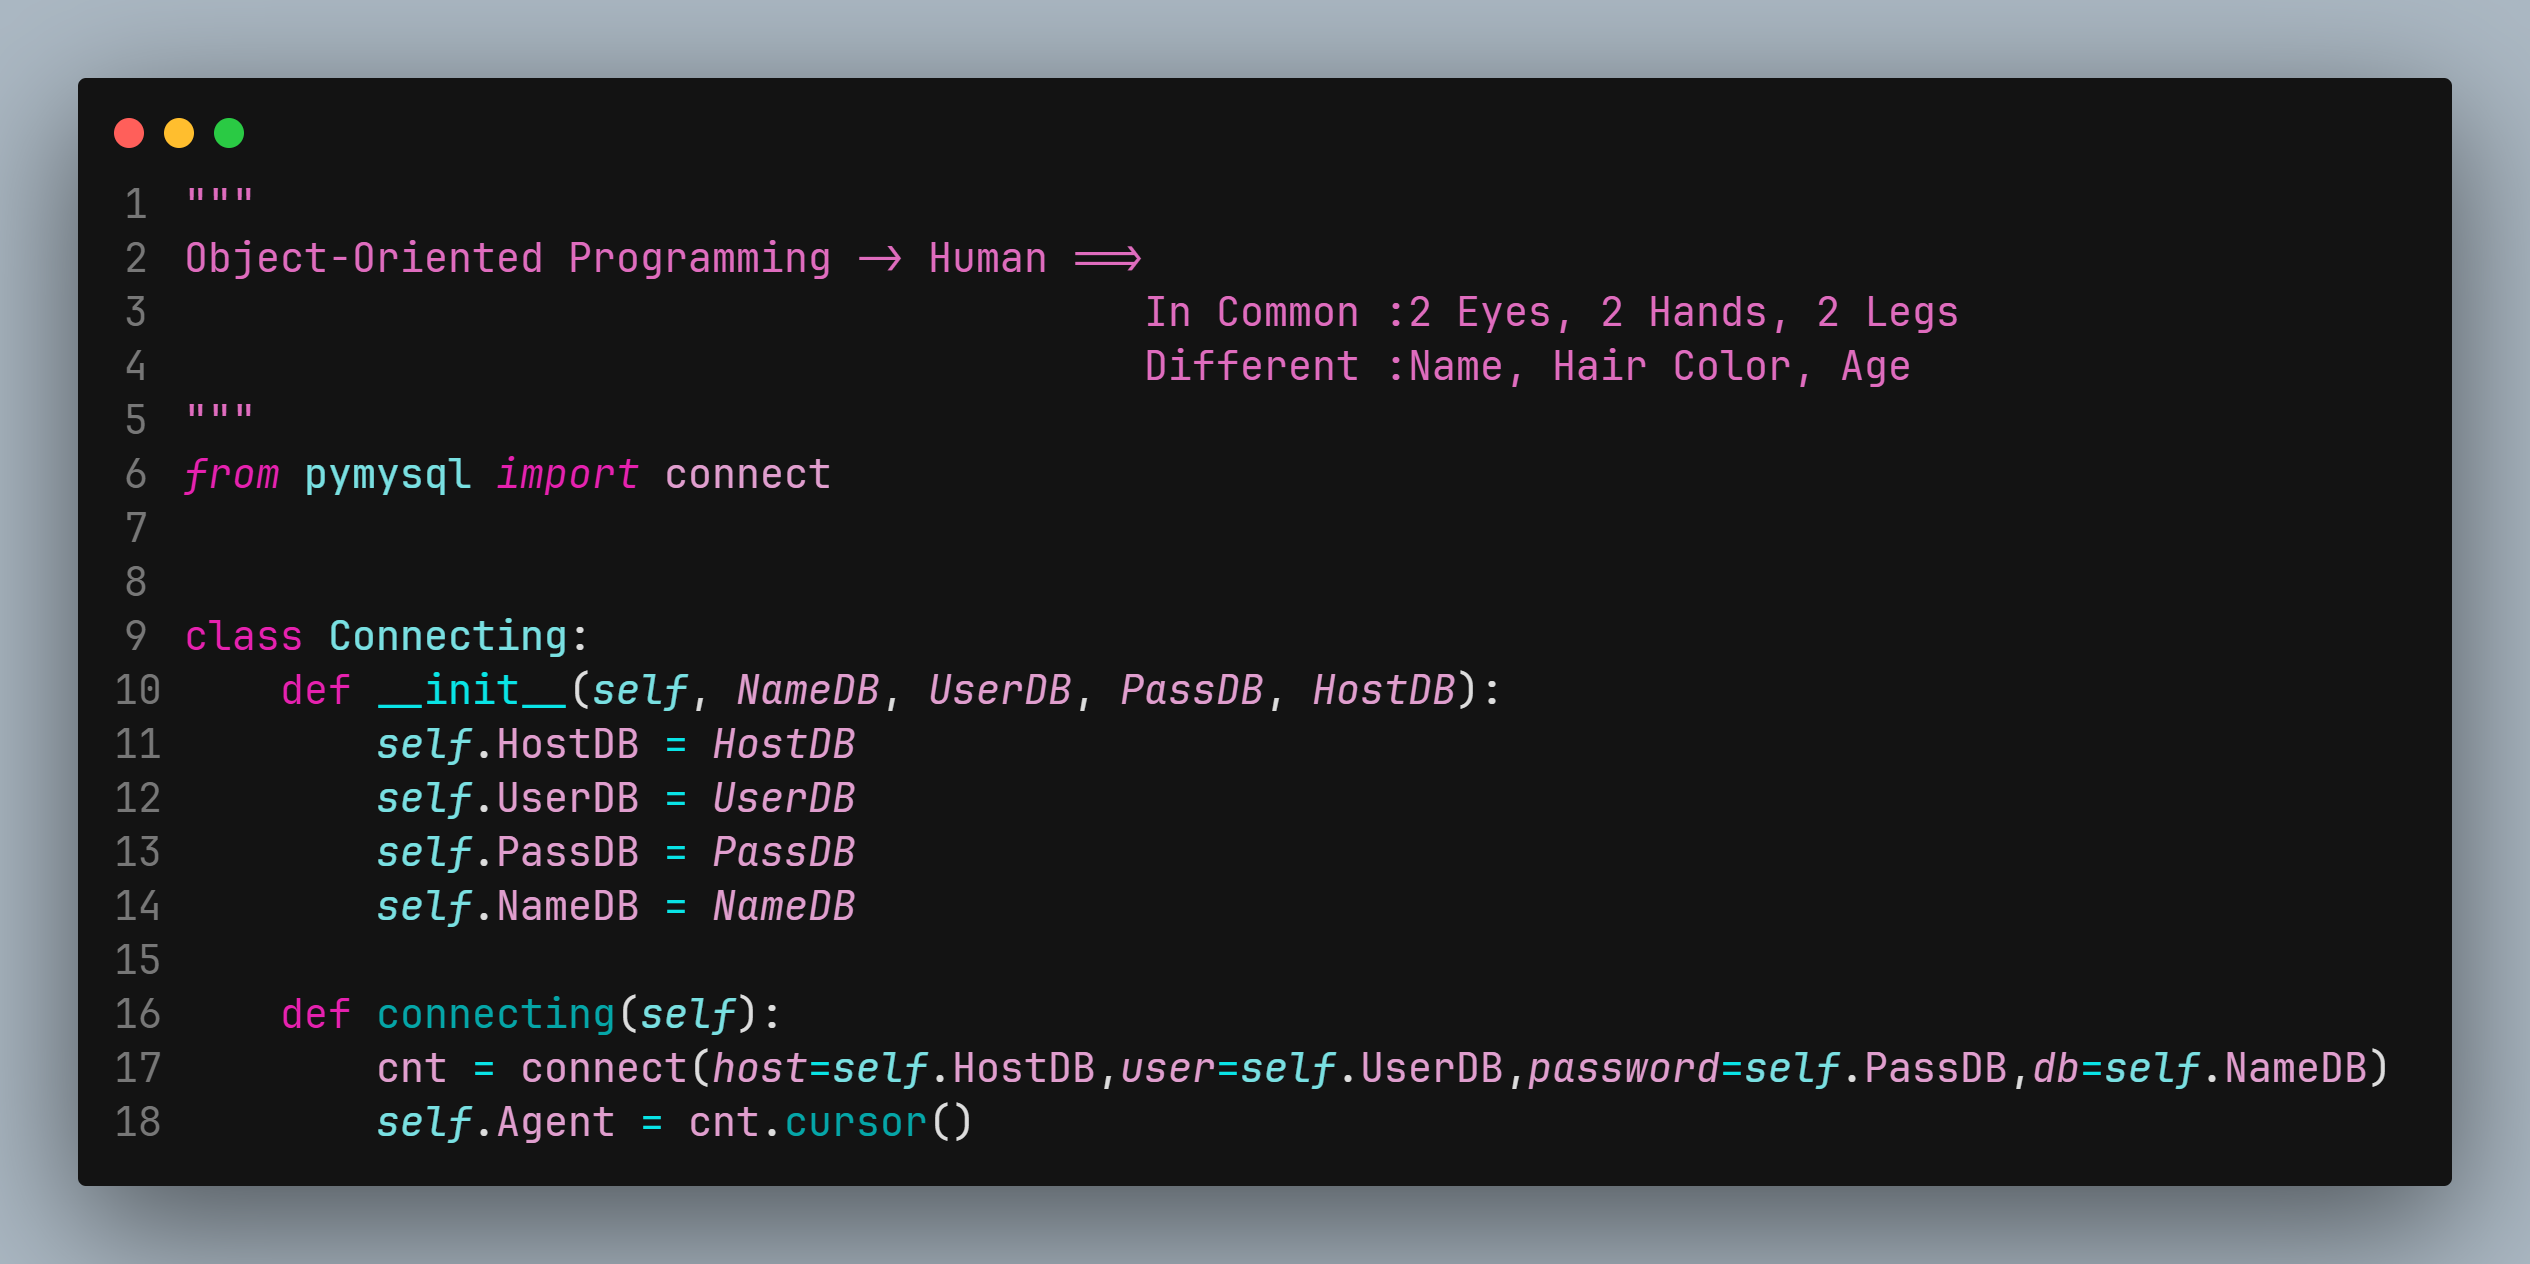 1 """
2 Object-Oriented Programming -> Human ==>
3                                         In Common :2 Eyes, 2 Hands, 2 Legs
4                                         Different :Name, Hair Color, Age
5 """
6 from pymysql import connect
7
8
9 class Connecting:
10     def __init__(self, NameDB, UserDB, PassDB, HostDB):
11         self.HostDB = HostDB
12         self.UserDB = UserDB
13         self.PassDB = PassDB
14         self.NameDB = NameDB
15
16     def connecting(self):
17         cnt = connect(host=self.HostDB,user=self.UserDB,password=self.PassDB,db=self.NameDB)
18         self.Agent = cnt.cursor()